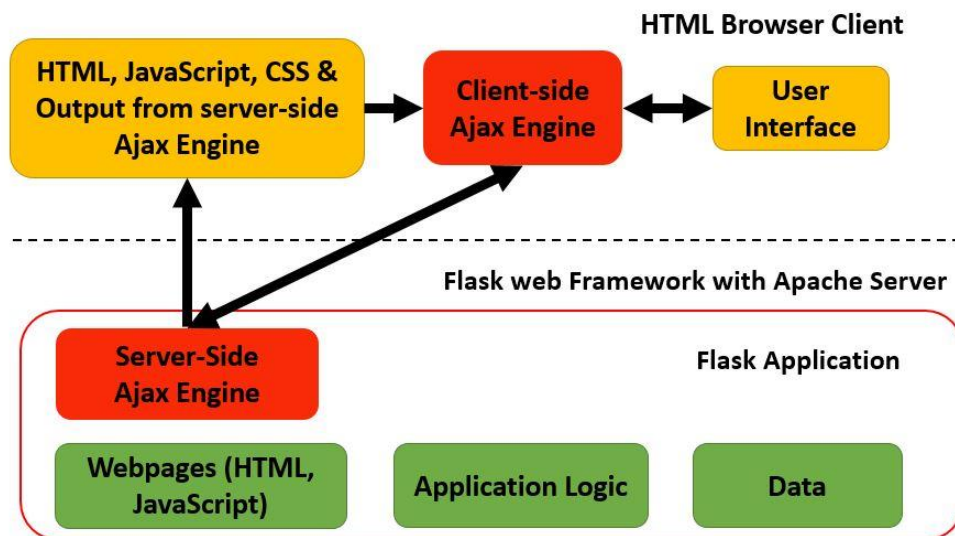 HTML Browser Client
HTML, JavaScript, CSS &
Output from server-side
Ajax Engine
Client-side
Ajax Engine
User
Interface
Flask web Framework with Apache Server
Server-Side
Ajax Engine
Flask Application
Webpages (HTML,
JavaScript)
Application Logic
Data